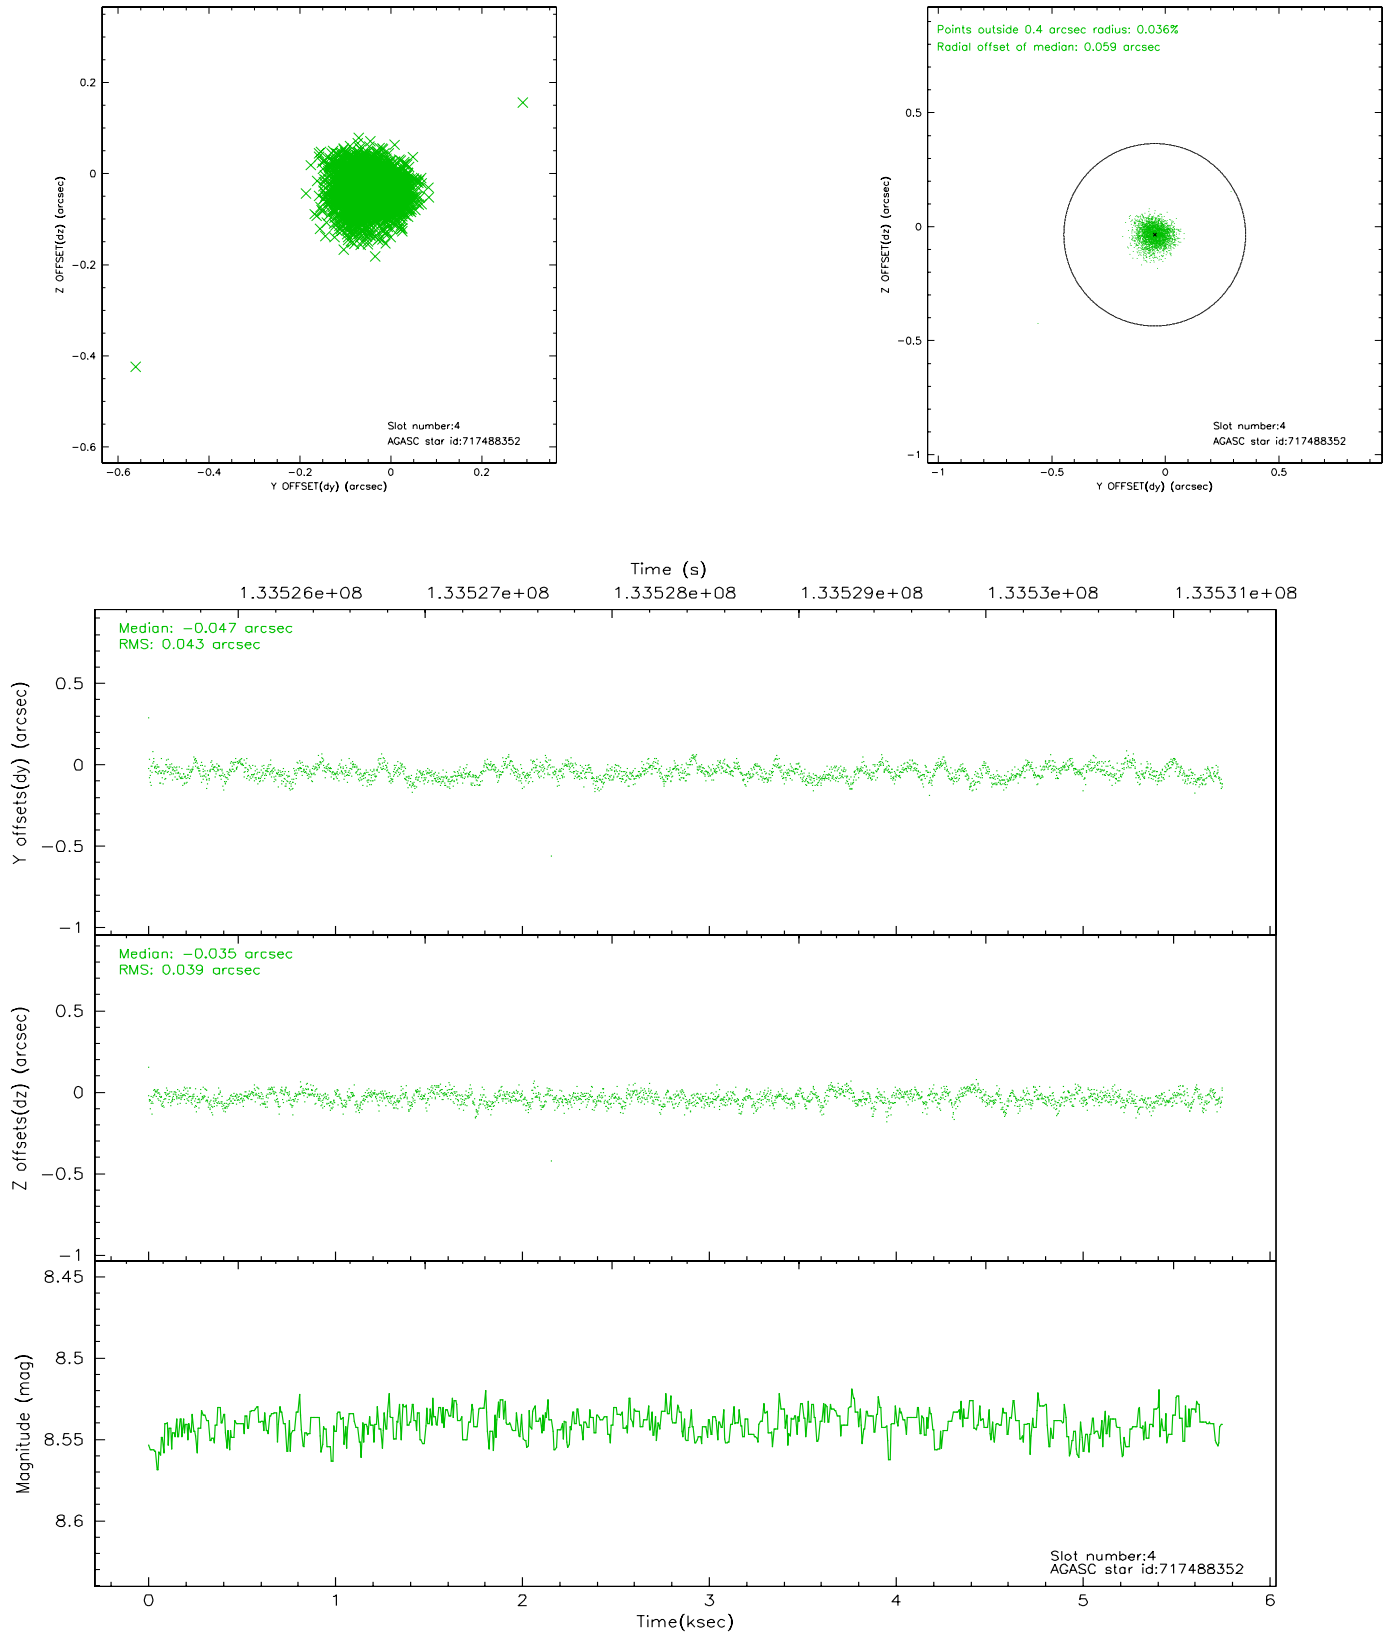 0.2
0
-0.2
-0.4
-0.6
Z OFFSET(dz) (arcsec)
Slot number:4
AGASC star id:717488352
-0.6 -0.4 -0.2 0 0.2
Y OFFSET(dy) (arcsec)
Points outside 0.4 arcsec radius: 0.036%
Radial offset of median: 0.059 arcsec
0.5
0
-0.5
-1
Z OFFSET(dz) (arcsec)
Slot number:4
AGASC star id:717488352
-1 -0.5 0 0.5
Y OFFSET(dy) (arcsec)
Time (s)
1.33526e+08 1.33527e+08 1.33528e+08 1.33529e+08 1.3353e+08 1.33531e+08
Median: -0.047 arcsec
RMS: 0.043 arcsec
0.5
0
-0.5
-1
Y offsets(dy) (arcsec)
Median: -0.035 arcsec
RMS: 0.039 arcsec
0.5
0
-0.5
-1
Z offsets(dz) (arcsec)
8.45
8.5
8.55
8.6
Magnitude (mag)
Slot number:4
AGASC star id:717488352
0 1 2 3 4 5 6
Time(ksec)